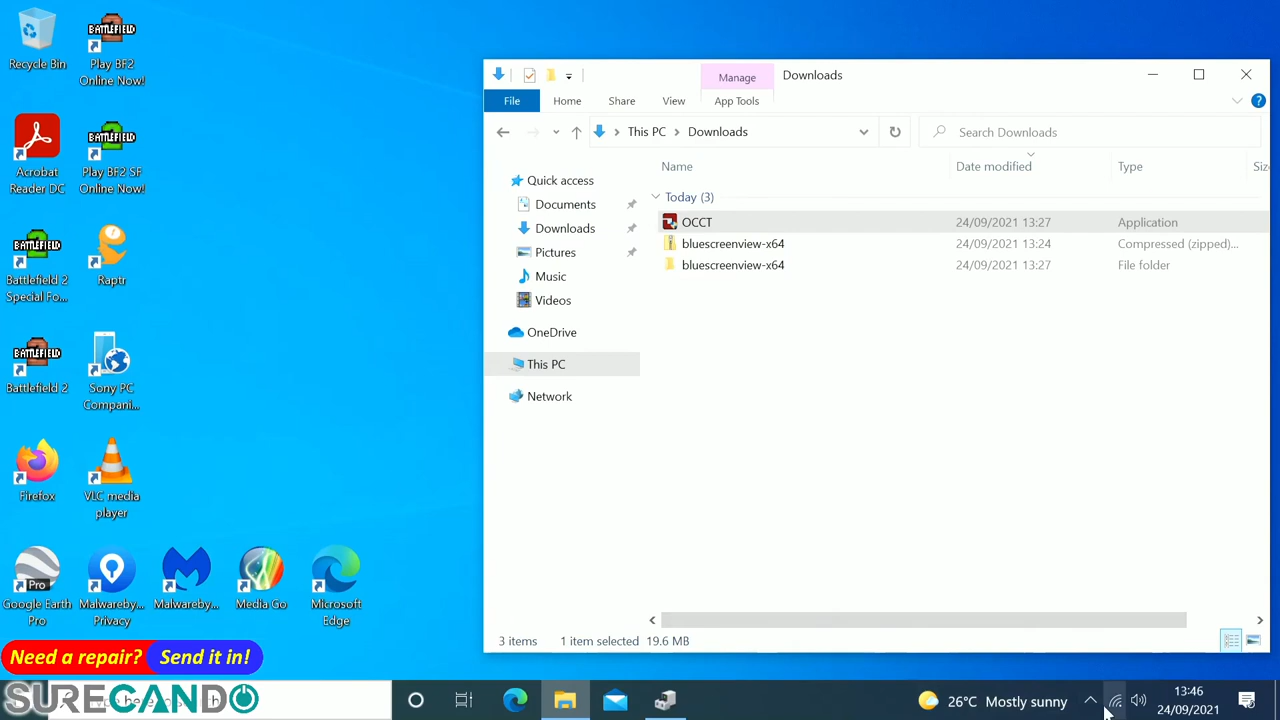 Recycle Bin
BATTLEFIELD
Play BF2
Online Now!
Acrobat
Reader DC
BATTLEFIELD
Play BF2 SF
Online Now!
BATTLEFIELD
Battlefield 2
Special Fo...
Raptr
BATTLEFIELD
Battlefield 2
Sony PC
Compani...
Firefox
VLC media
player
Pro
Google Earth
Pro
Malwareby...
Privacy
Malwareby...
Media Go
Microsoft
Edge
Manage
Downloads
File
Home
Share
View
App Tools
?
This PC
Downloads
Search Downloads
Name
Date modified
Type
Quick access
Documents
Downloads
Pictures
Music
Videos
OneDrive
This PC
Network
Today (3)
OCCT
24/09/2021 13:27
Application
bluescreenview-x64
24/09/2021 13:24
Compressed (zipped)...
bluescreenview-x64
24/09/2021 13:27
File folder
3 items
1 item selected 19.6 MB
Need a repair? Send it in!
SURECANDO
26°C Mostly sunny
13:46
24/09/2021